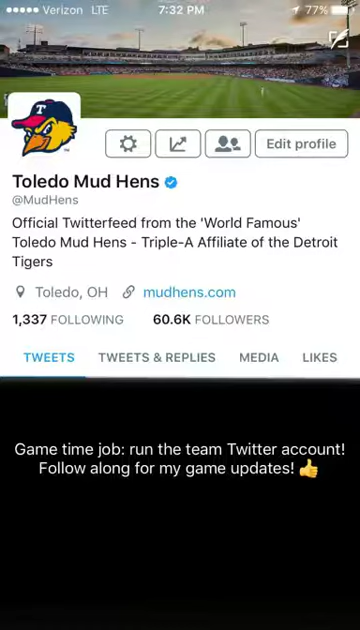 Verizon LTE 7:32 PM 77%
T
Edit profile
Toledo Mud Hens
@MudHens
Official Twitterfeed from the 'World Famous'
Toledo Mud Hens - Triple-A Affiliate of the Detroit
Tigers
Toledo, OH mudhens.com
1,337 FOLLOWING 60.6K FOLLOWERS
TWEETS TWEETS & REPLIES MEDIA LIKES
Game time job: run the team Twitter account!
Follow along for my game updates! 👍